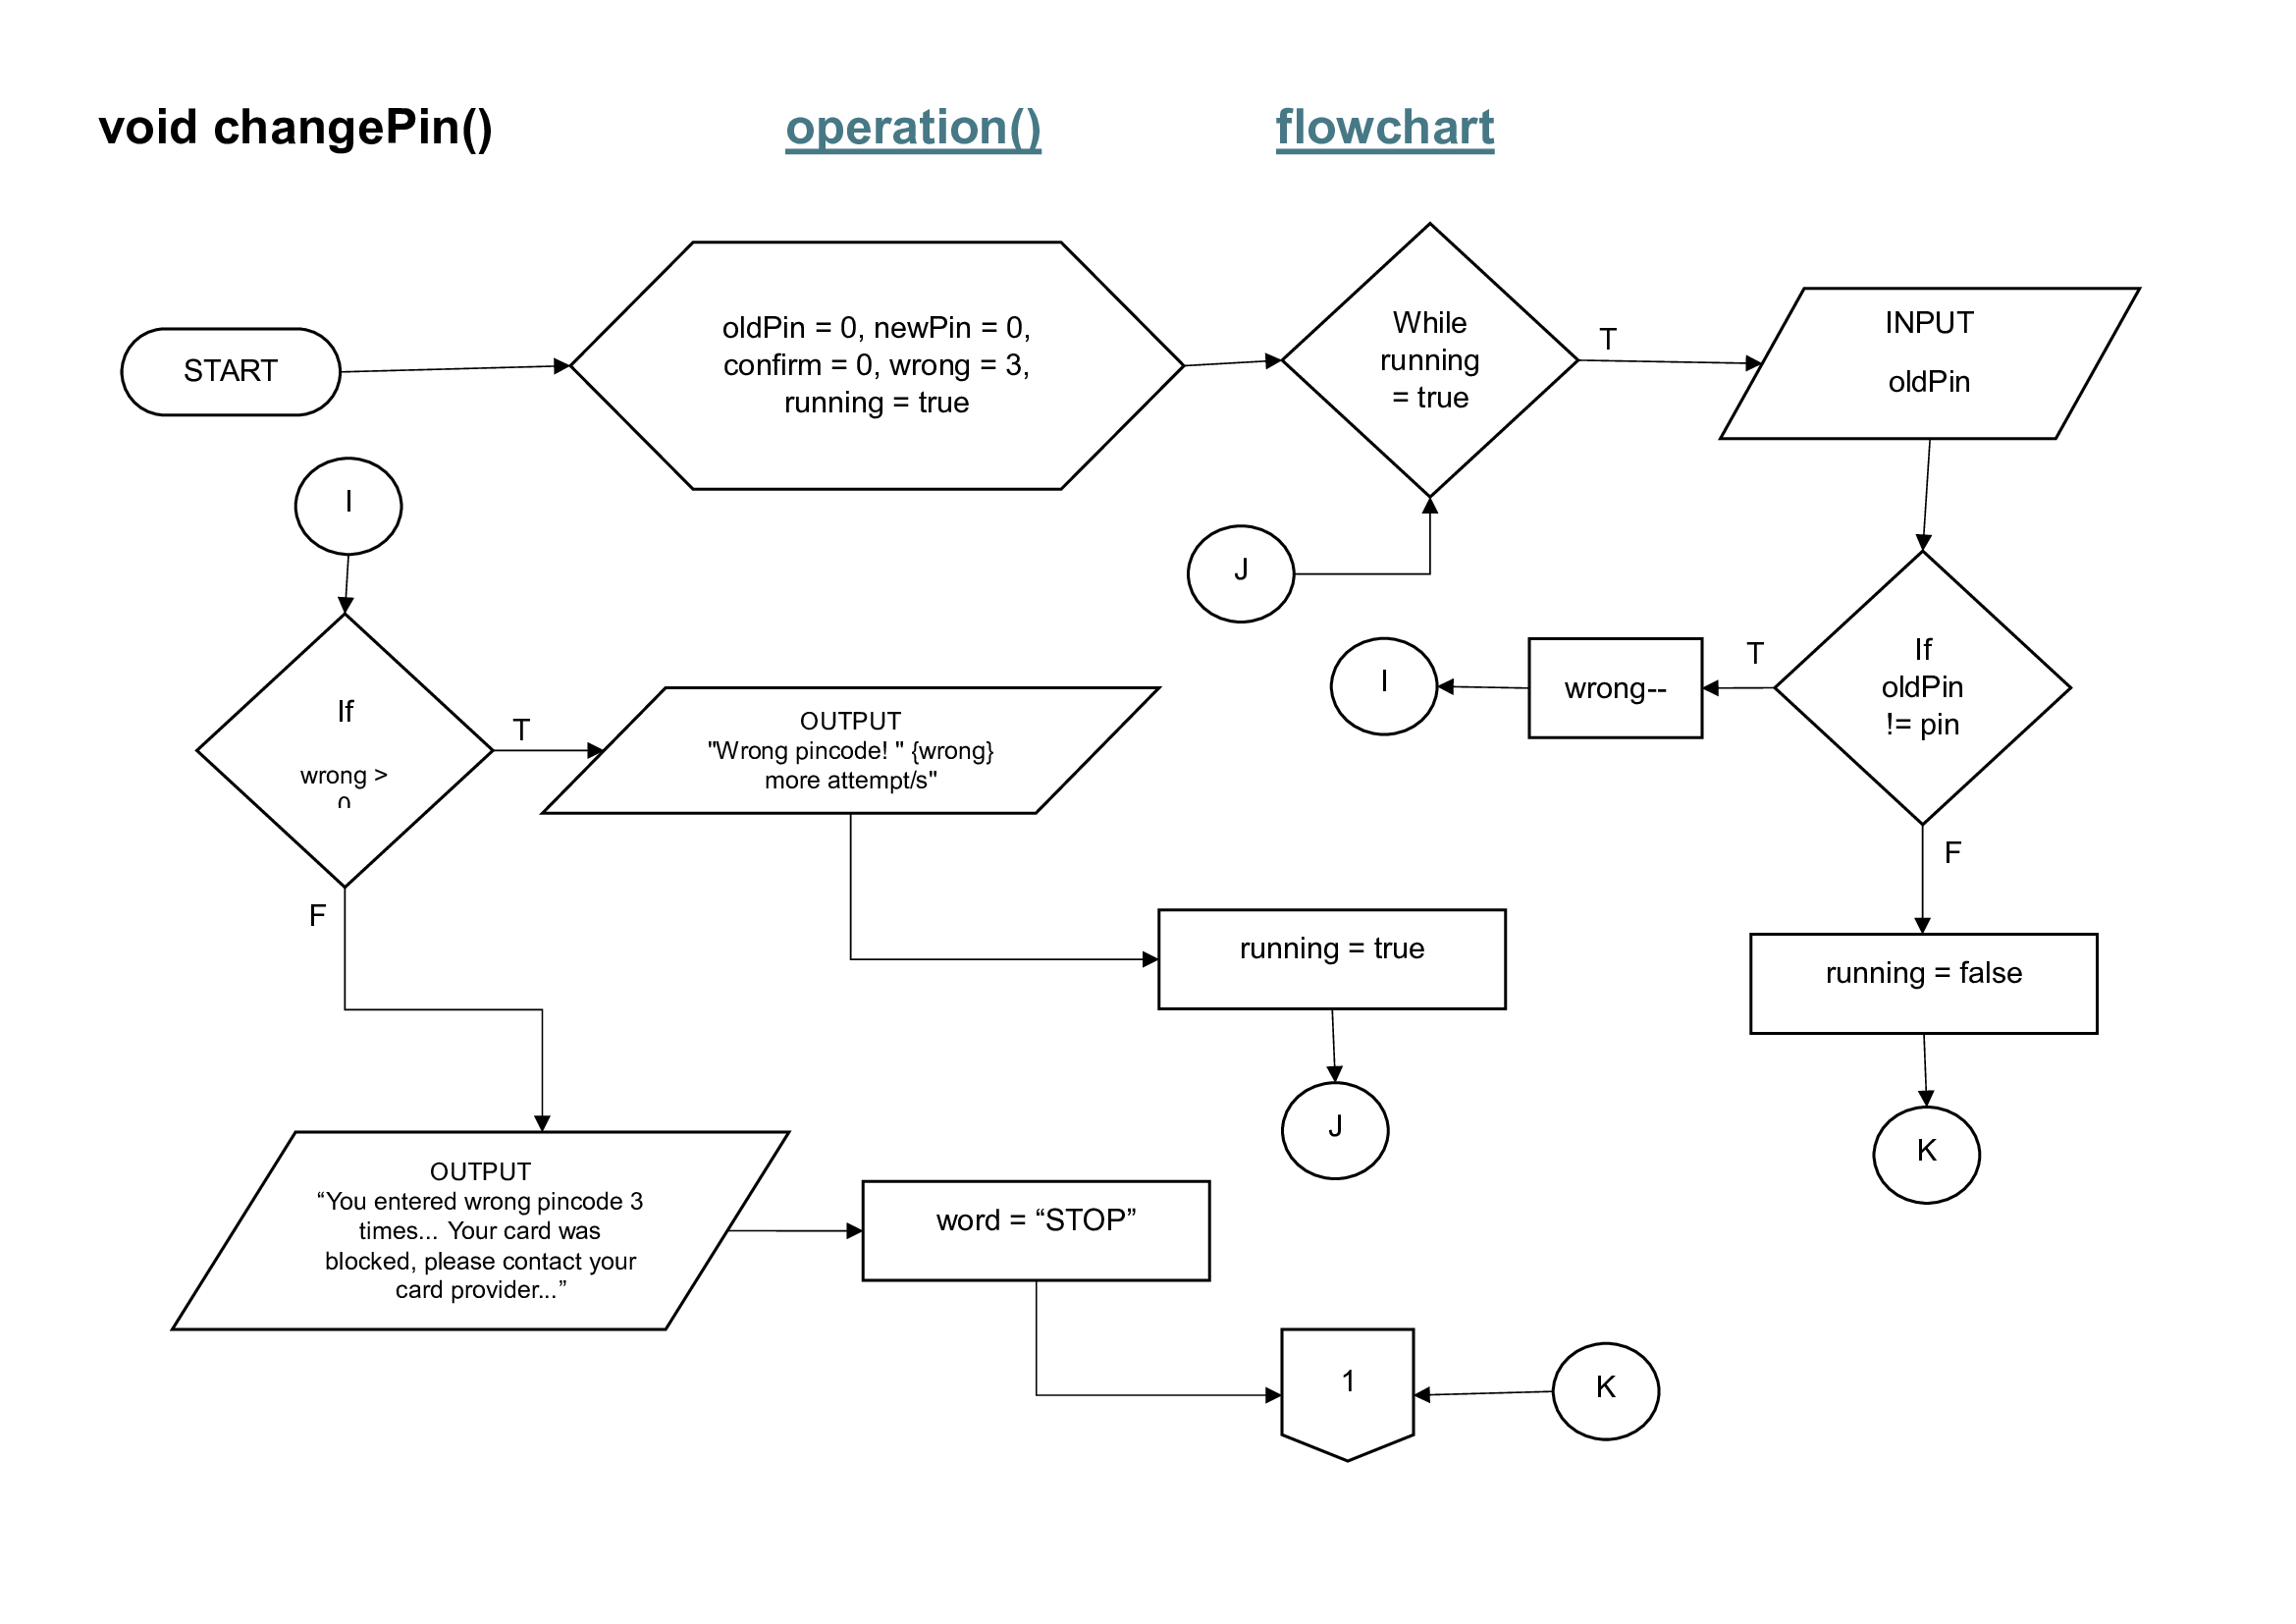 void changePin() operation() flowchart
START
oldPin = 0, newPin = 0,
confirm = 0, wrong = 3,
running = true
While
running
= true
T
INPUT
oldPin
I
J
If
oldPin
!= pin
T
wrong--
I
F
If
wrong >
0
T
OUTPUT
"Wrong pincode! " {wrong}
more attempt/s"
F
running = true
running = false
J
K
OUTPUT
“You entered wrong pincode 3
times... Your card was
blocked, please contact your
card provider...”
word = “STOP”
1
K